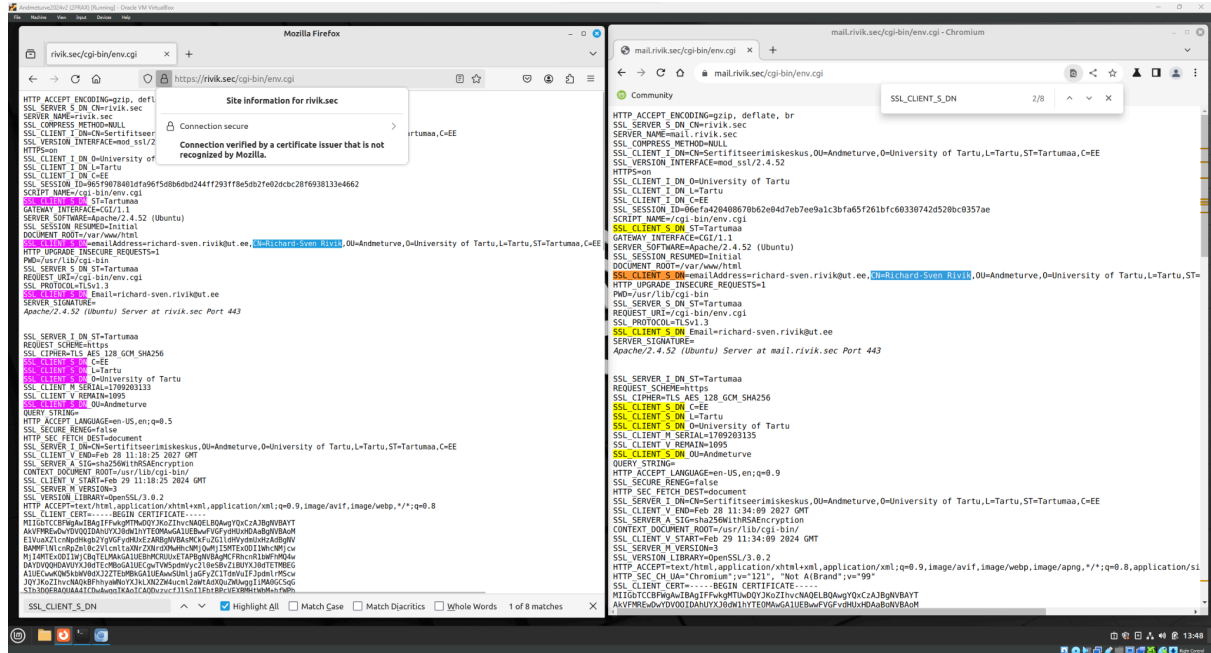 Andmeturve2024v2 (2PRAX) [Running] - Oracle VM VirtualBox
File Machine View Input Devices Help
Mozilla Firefox
rivik.sec/cgi-bin/env.cgi
https://rivik.sec/cgi-bin/env.cgi
Site information for rivik.sec
Connection secure
Connection verified by a certificate issuer that is not
recognized by Mozilla.
HTTP_ACCEPT_ENCODING=gzip, defl
SSL_SERVER_S_DN_CN=rivik.sec
SERVER_NAME=rivik.sec
SSL_COMPRESS_METHOD=NULL
SSL_CLIENT_I_DN=CN=Sertifitseer rtumaa,C=EE
SSL_VERSION_INTERFACE=mod_ssl/2
HTTPS=on
SSL_CLIENT_I_DN_O=University of
SSL_CLIENT_I_DN_L=Tartu
SSL_CLIENT_I_DN_C=EE
SSL_SESSION_ID=965f9078401dfa96f5d8b6dbd244ff293ff8e5db2fe02dcbc28f6938133e4662
SCRIPT_NAME=/cgi-bin/env.cgi
SSL_CLIENT_S_DN_ST=Tartumaa
GATEWAY_INTERFACE=CGI/1.1
SERVER_SOFTWARE=Apache/2.4.52 (Ubuntu)
SSL_SESSION_RESUMED=Initial
DOCUMENT_ROOT=/var/www/html
SSL_CLIENT_S_DN=emailAddress=richard-sven.rivik@ut.ee,CN=Richard-Sven Rivik,OU=Andmeturve,O=University of Tartu,L=Tartu,ST=Tartumaa,C=EE
HTTP_UPGRADE_INSECURE_REQUESTS=1
PWD=/usr/lib/cgi-bin
SSL_SERVER_S_DN_ST=Tartumaa
REQUEST_URI=/cgi-bin/env.cgi
SSL_PROTOCOL=TLSv1.3
SSL_CLIENT_S_DN_Email=richard-sven.rivik@ut.ee
SERVER_SIGNATURE=
Apache/2.4.52 (Ubuntu) Server at rivik.sec Port 443
SSL_SERVER_I_DN_ST=Tartumaa
REQUEST_SCHEME=https
SSL_CIPHER=TLS_AES_128_GCM_SHA256
SSL_CLIENT_S_DN_C=EE
SSL_CLIENT_S_DN_L=Tartu
SSL_CLIENT_S_DN_O=University of Tartu
SSL_CLIENT_M_SERIAL=1709203133
SSL_CLIENT_V_REMAIN=1095
SSL_CLIENT_S_DN_OU=Andmeturve
QUERY_STRING=
HTTP_ACCEPT_LANGUAGE=en-US,en;q=0.5
SSL_SECURE_RENEG=false
HTTP_SEC_FETCH_DEST=document
SSL_SERVER_I_DN=CN=Sertifitseerimiskeskus,OU=Andmeturve,O=University of Tartu,L=Tartu,ST=Tartumaa,C=EE
SSL_CLIENT_V_END=Feb 28 11:18:25 2027 GMT
SSL_SERVER_A_SIG=sha256WithRSAEncryption
CONTEXT_DOCUMENT_ROOT=/usr/lib/cgi-bin/
SSL_CLIENT_V_START=Feb 29 11:18:25 2024 GMT
SSL_SERVER_M_VERSION=3
SSL_VERSION_LIBRARY=OpenSSL/3.0.2
HTTP_ACCEPT=text/html,application/xhtml+xml,application/xml;q=0.9,image/avif,image/webp,*/*;q=0.8
SSL_CLIENT_CERT=-----BEGIN CERTIFICATE-----
SSL_CLIENT_S_DN
Highlight All Match Case Match Diacritics Whole Words 1 of 8 matches
mail.rivik.sec/cgi-bin/env.cgi - Chromium
mail.rivik.sec/cgi-bin/env.cgi
mail.rivik.sec/cgi-bin/env.cgi
Community
SSL_CLIENT_S_DN 2/8
HTTP_ACCEPT_ENCODING=gzip, deflate, br
SSL_SERVER_S_DN_CN=rivik.sec
SERVER_NAME=mail.rivik.sec
SSL_COMPRESS_METHOD=NULL
SSL_CLIENT_I_DN=CN=Sertifitseerimiskeskus,OU=Andmeturve,O=University of Tartu,L=Tartu,ST=Tartumaa,C=EE
SSL_VERSION_INTERFACE=mod_ssl/2.4.52
HTTPS=on
SSL_CLIENT_I_DN_O=University of Tartu
SSL_CLIENT_I_DN_L=Tartu
SSL_CLIENT_I_DN_C=EE
SSL_SESSION_ID=06efa420408670b62e04d7eb7ee9a1c3bfa65f261bfc60330742d520bc0357ae
SCRIPT_NAME=/cgi-bin/env.cgi
SSL_CLIENT_S_DN_ST=Tartumaa
GATEWAY_INTERFACE=CGI/1.1
SERVER_SOFTWARE=Apache/2.4.52 (Ubuntu)
SSL_SESSION_RESUMED=Initial
DOCUMENT_ROOT=/var/www/html
SSL_CLIENT_S_DN=emailAddress=richard-sven.rivik@ut.ee,CN=Richard-Sven Rivik,OU=Andmeturve,O=University of Tartu,L=Tartu,ST=
HTTP_UPGRADE_INSECURE_REQUESTS=1
PWD=/usr/lib/cgi-bin
SSL_SERVER_S_DN_ST=Tartumaa
REQUEST_URI=/cgi-bin/env.cgi
SSL_PROTOCOL=TLSv1.3
SSL_CLIENT_S_DN_Email=richard-sven.rivik@ut.ee
SERVER_SIGNATURE=
Apache/2.4.52 (Ubuntu) Server at mail.rivik.sec Port 443
SSL_SERVER_I_DN_ST=Tartumaa
REQUEST_SCHEME=https
SSL_CIPHER=TLS_AES_128_GCM_SHA256
SSL_CLIENT_S_DN_C=EE
SSL_CLIENT_S_DN_L=Tartu
SSL_CLIENT_S_DN_O=University of Tartu
SSL_CLIENT_M_SERIAL=1709203135
SSL_CLIENT_V_REMAIN=1095
SSL_CLIENT_S_DN_OU=Andmeturve
QUERY_STRING=
HTTP_ACCEPT_LANGUAGE=en-US,en;q=0.9
SSL_SECURE_RENEG=false
HTTP_SEC_FETCH_DEST=document
SSL_SERVER_I_DN=CN=Sertifitseerimiskeskus,OU=Andmeturve,O=University of Tartu,L=Tartu,ST=Tartumaa,C=EE
SSL_CLIENT_V_END=Feb 28 11:34:09 2027 GMT
SSL_SERVER_A_SIG=sha256WithRSAEncryption
CONTEXT_DOCUMENT_ROOT=/usr/lib/cgi-bin/
SSL_CLIENT_V_START=Feb 29 11:34:09 2024 GMT
SSL_SERVER_M_VERSION=3
SSL_VERSION_LIBRARY=OpenSSL/3.0.2
HTTP_ACCEPT=text/html,application/xhtml+xml,application/xml;q=0.9,image/avif,image/webp,image/apng,*/*;q=0.8,application/si
HTTP_SEC_CH_UA="Chromium";v="121", "Not A(Brand";v="99"
SSL_CLIENT_CERT=-----BEGIN CERTIFICATE-----
13:48
Right Control